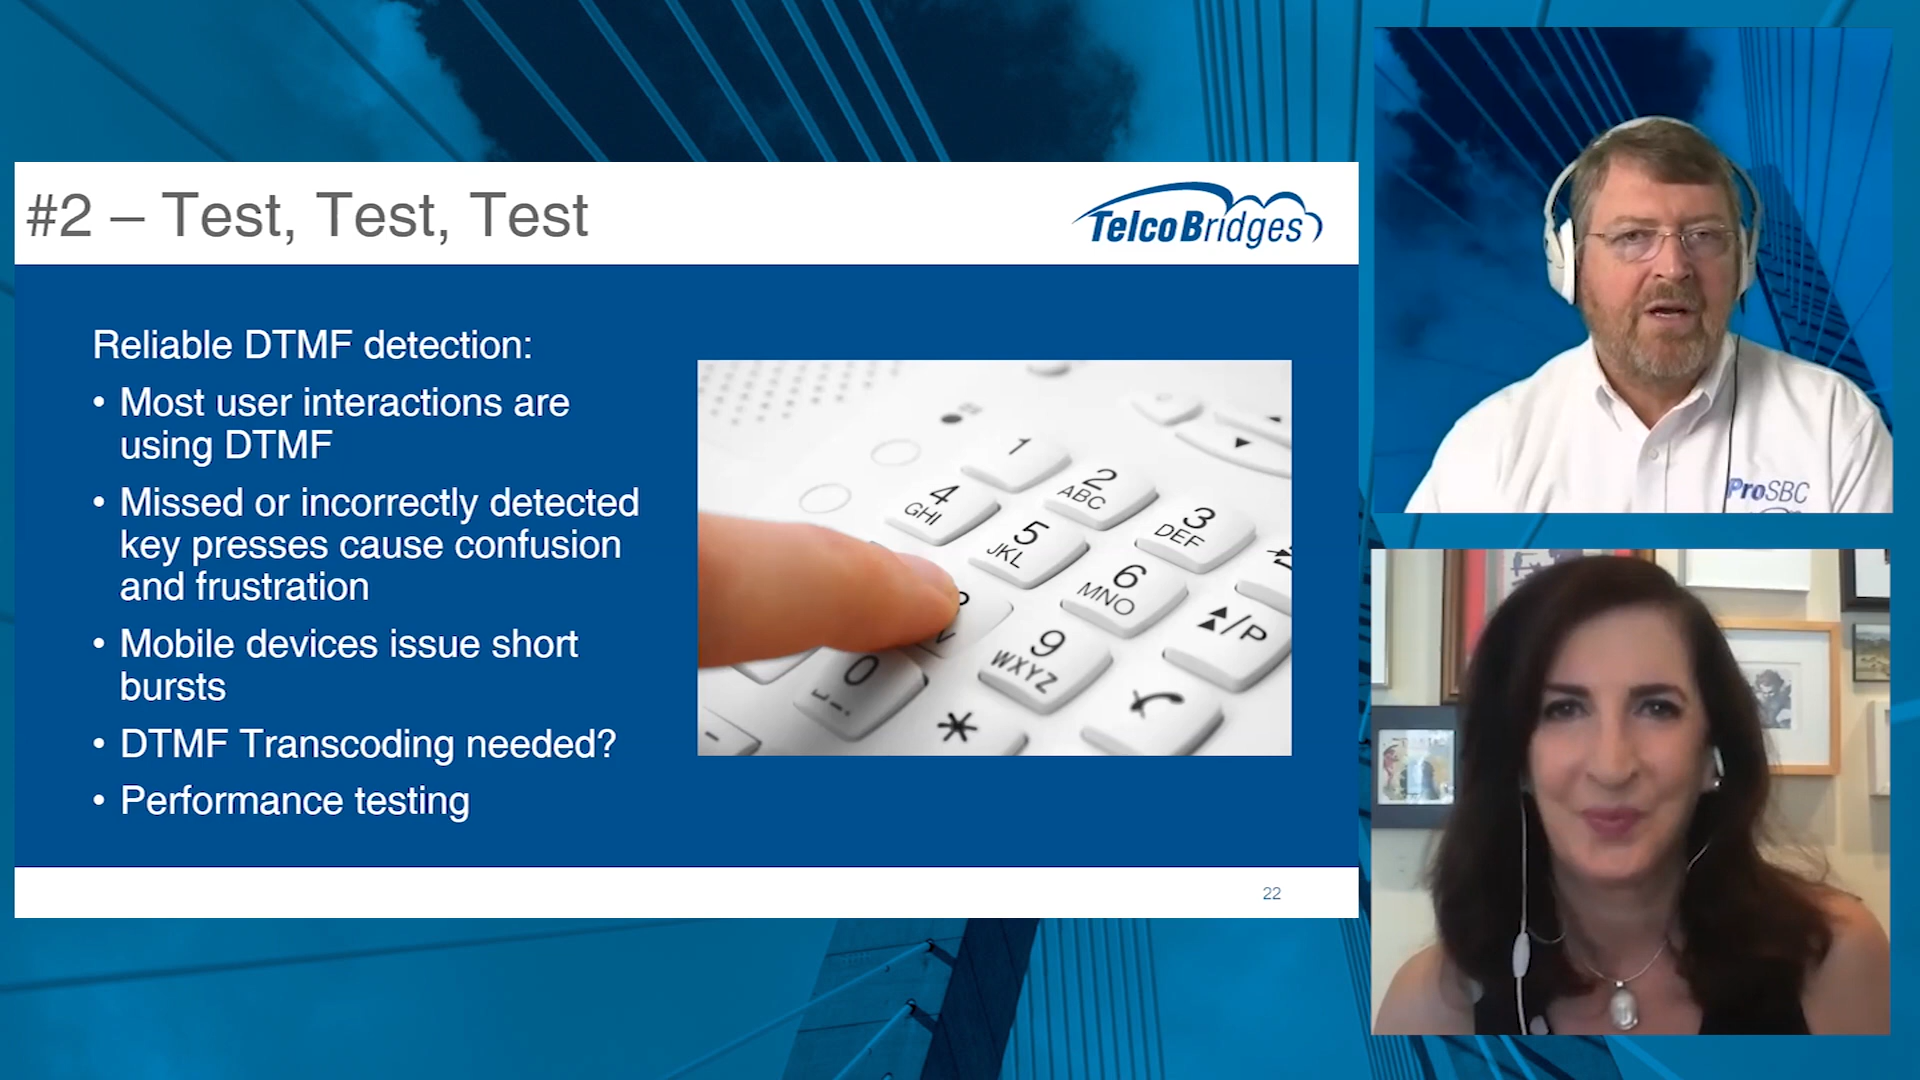 #2 – Test, Test, Test
TelcoBridges
Reliable DTMF detection:
• Most user interactions are
using DTMF
• Missed or incorrectly detected
key presses cause confusion
and frustration
• Mobile devices issue short
bursts
• DTMF Transcoding needed?
• Performance testing
1
2
ABC
3
DEF
4
GHI
5
JKL
6
MNO
/P
9
WXYZ
0
*
22
ProSBC